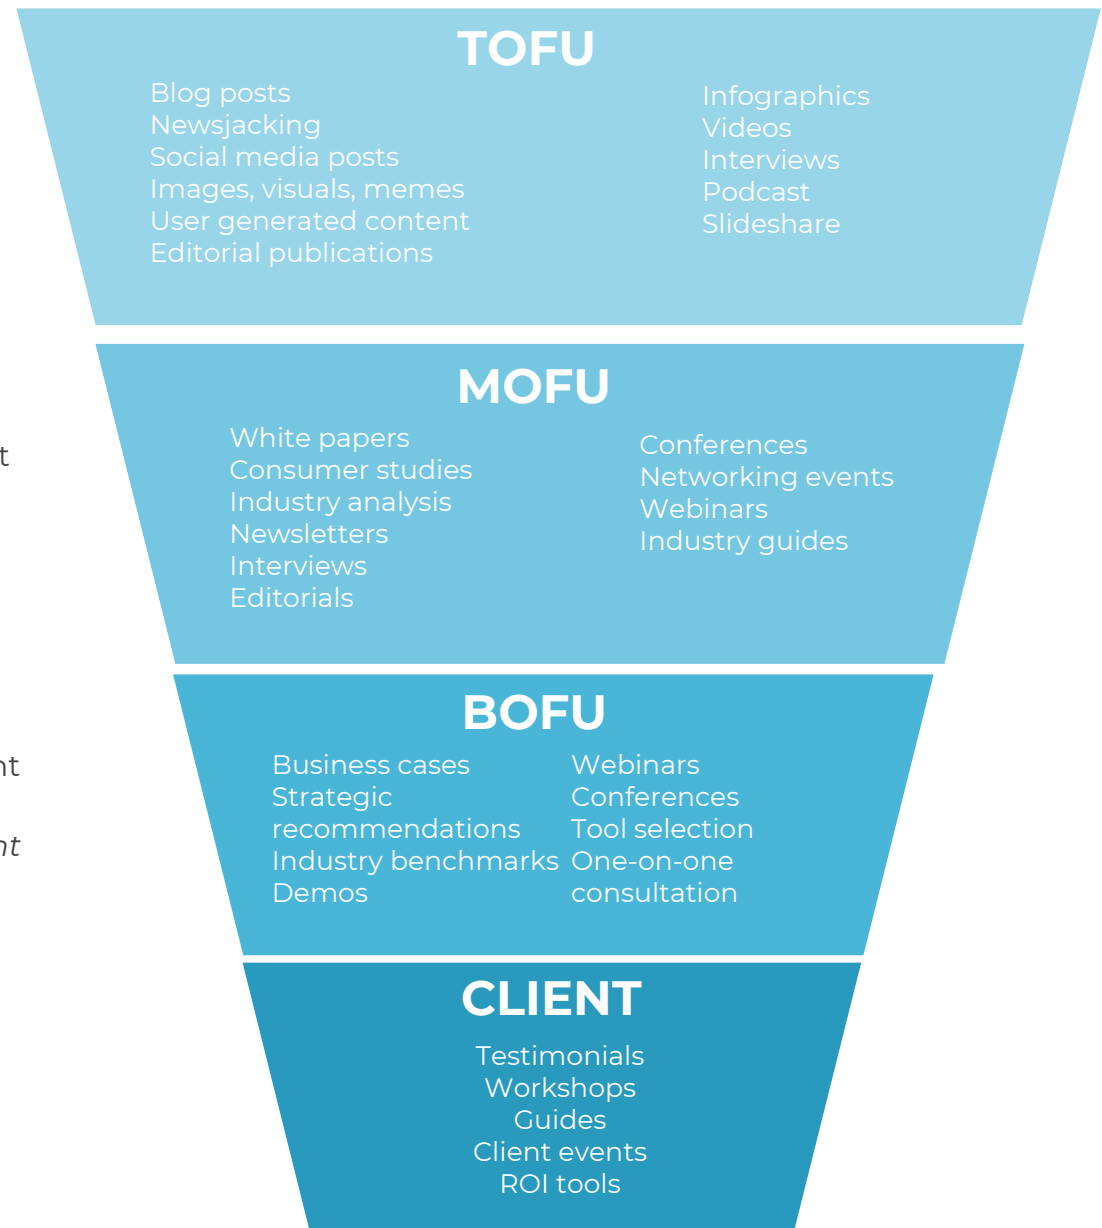 TOFU
Blog posts
Newsjacking
Social media posts
Images, visuals, memes
User generated content
Editorial publications
Infographics
Videos
Interviews
Podcast
Slideshare
MOFU
White papers
Consumer studies
Industry analysis
Newsletters
Interviews
Editorials
Conferences
Networking events
Webinars
Industry guides
BOFU
Business cases
Strategic
recommendations
Industry benchmarks
Demos
Webinars
Conferences
Tool selection
One-on-one
consultation
CLIENT
Testimonials
Workshops
Guides
Client events
ROI tools